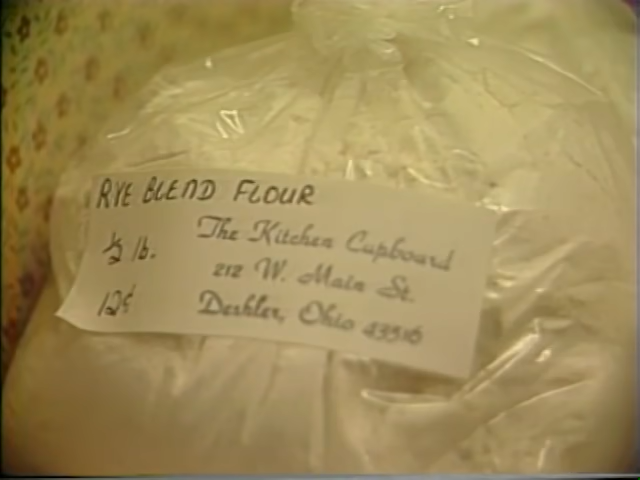 RYE BLEND FLOUR
½ lb. The Kitchen Cupboard
212 W. Main St.
12¢ Deshler, Ohio 43516